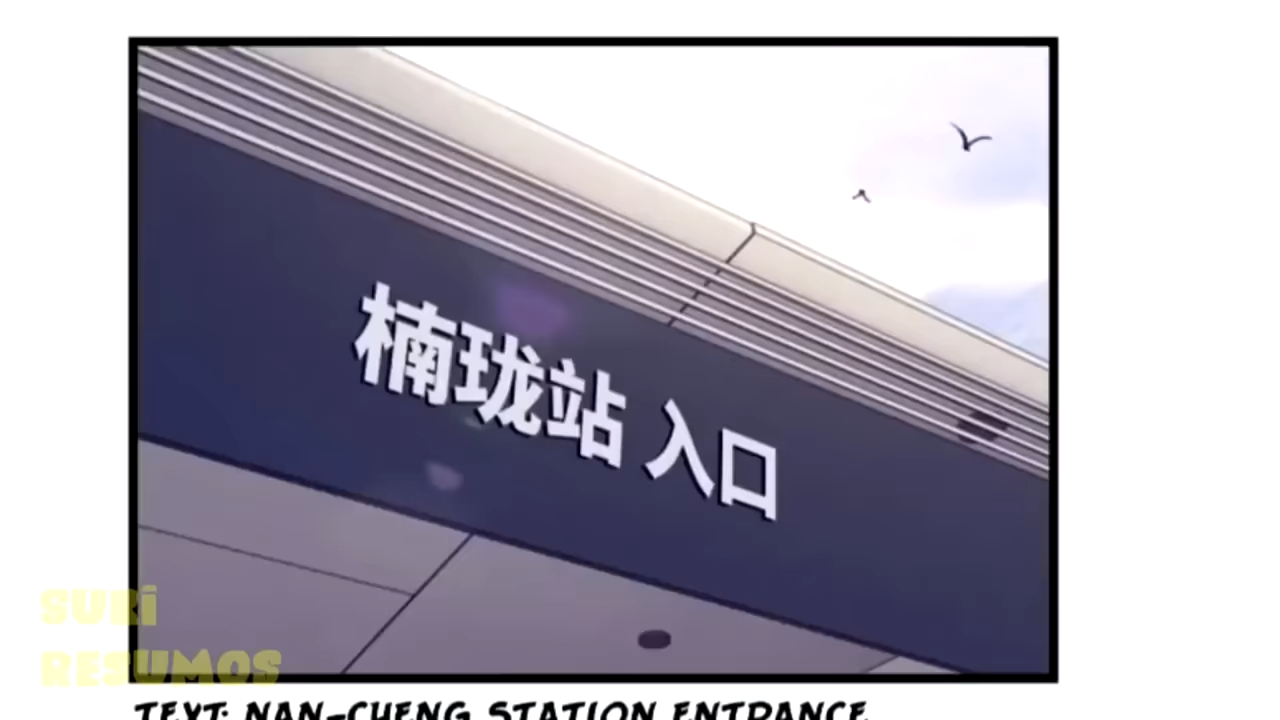 楠珑站 入口
SURI
RESUMOS
TEXT: NAN-CHENG STATION ENTRANCE